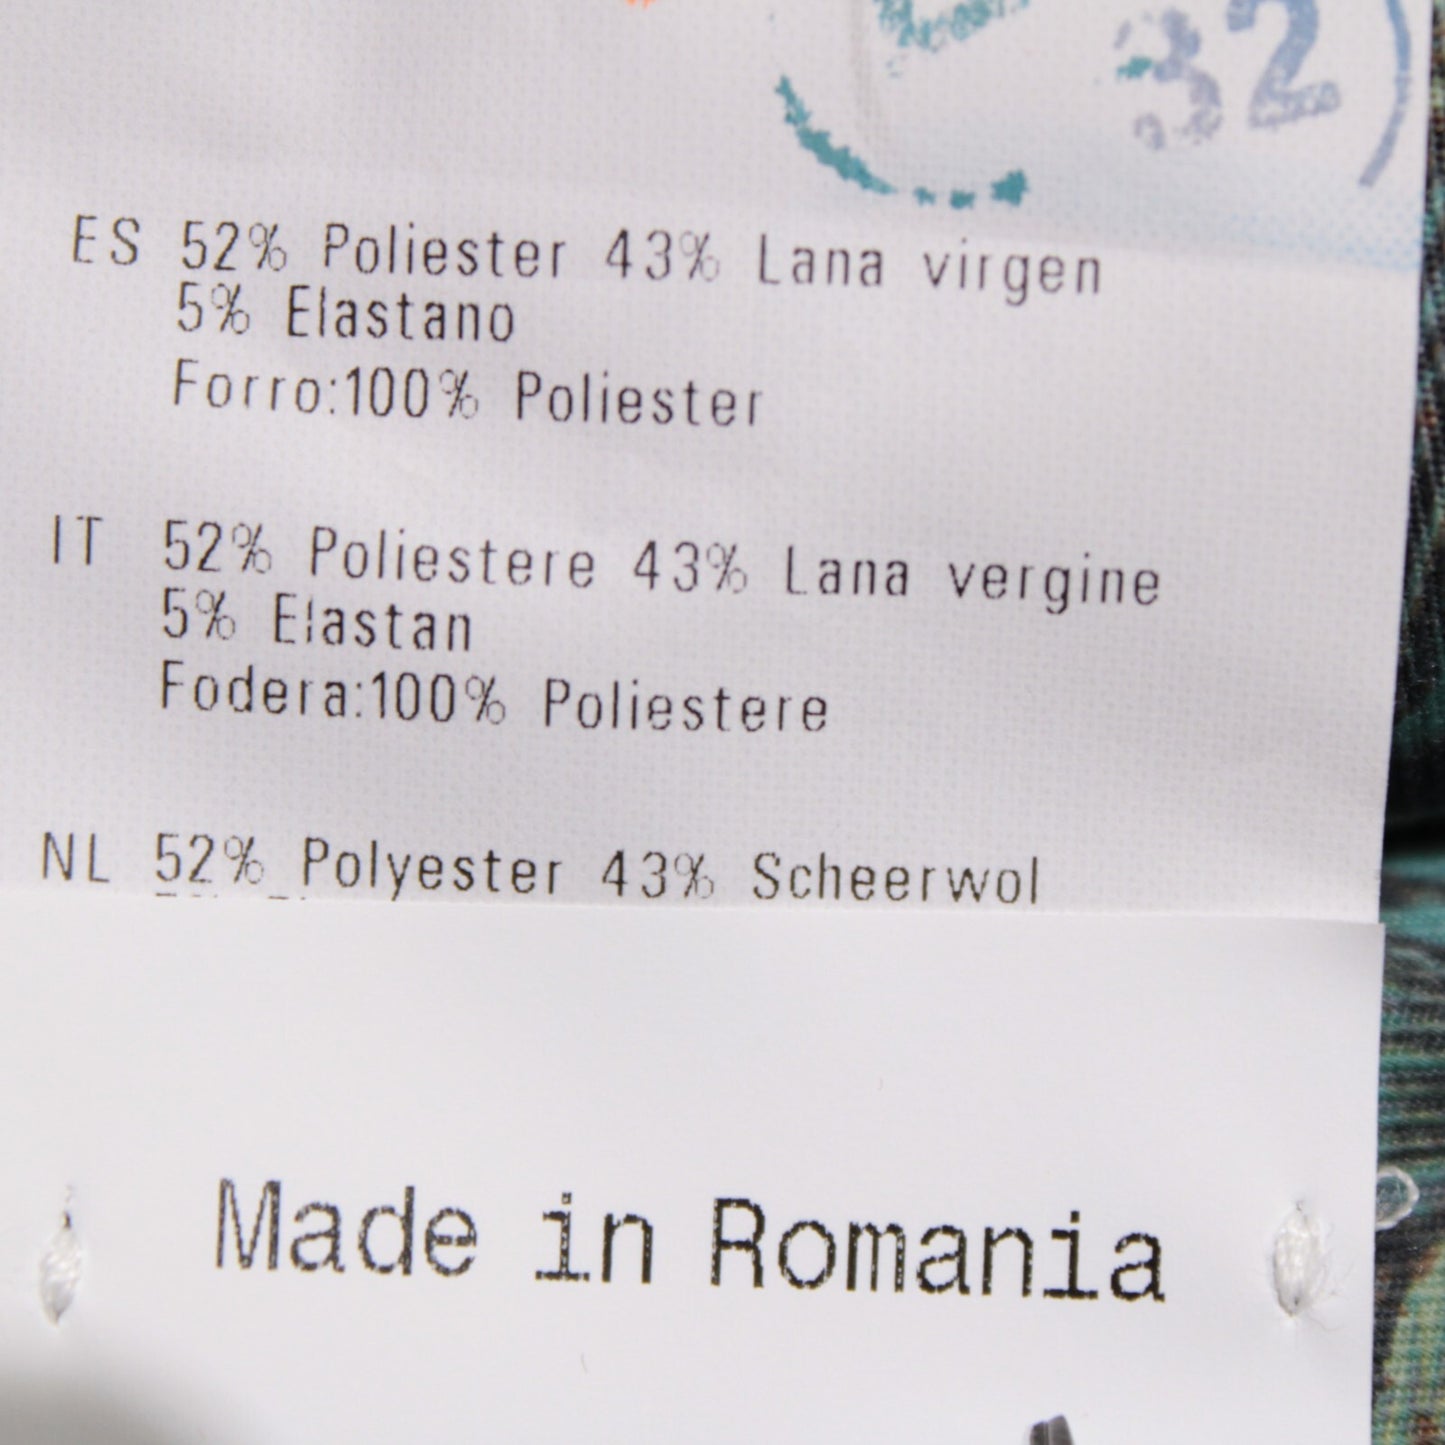 32
ES 52% Poliester 43% Lana virgen
5% Elastano
Forro:100% Poliester
IT 52% Poliestere 43% Lana vergine
5% Elastan
Fodera:100% Poliestere
NL 52% Polyester 43% Scheerwol
Made in Romania